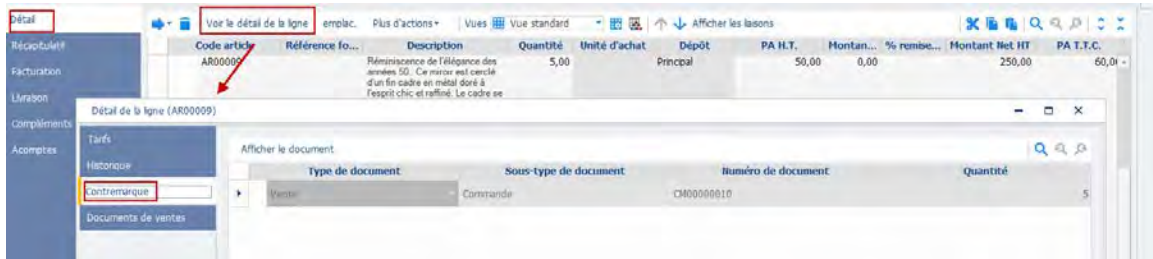 Détail
Voir le détail de la ligne emplac. Plus d'actions Vues Vue standard Afficher les liaisons
Récapitulatif
Code article Référence fo... Description Quantité Unité d'achat Dépôt PA H.T. Montan... % remise... Montant Net HT PA T.T.C.
AR00009 Réminiscence de l'élégance des 5,00 Principal 50,00 0,00 250,00 60,0
années 50. Ce miroir est cerclé
d'un fin cadre en métal doré à
l'esprit chic et raffiné. Le cadre se
Facturation
Livraison
Compléments
Acomptes
Détail de la ligne (AR00009)
Tarifs
Historique
Contremarque
Documents de ventes
Afficher le document
Type de document Sous-type de document Numéro de document Quantité
Vente Commande CM00000010 5